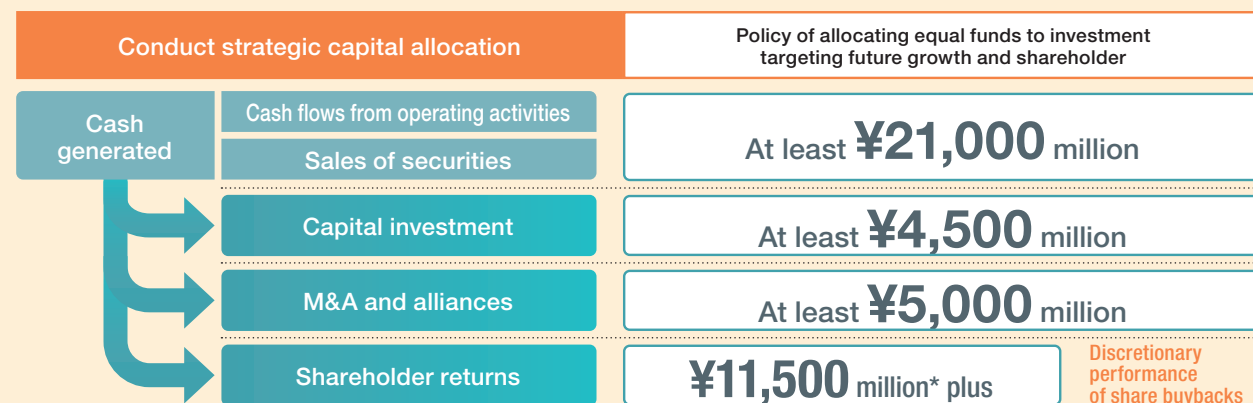 Conduct strategic capital allocation
Policy of allocating equal funds to investment
targeting future growth and shareholder
Cash
generated
Cash flows from operating activities
Sales of securities
At least ¥21,000 million
Capital investment
At least ¥4,500 million
M&A and alliances
At least ¥5,000 million
Shareholder returns
¥11,500 million* plus
Discretionary
performance
of share buybacks